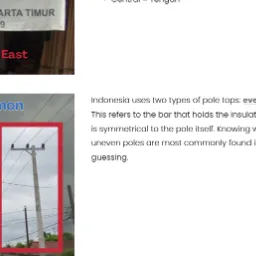 Central = Tengah
ARTA TIMUR
9
East
mon
Indonesia uses two types of pole tops: eve
This refers to the bar that holds the insulat
is symmetrical to the pole itself. Knowing w
uneven poles are most commonly found i
guessing.